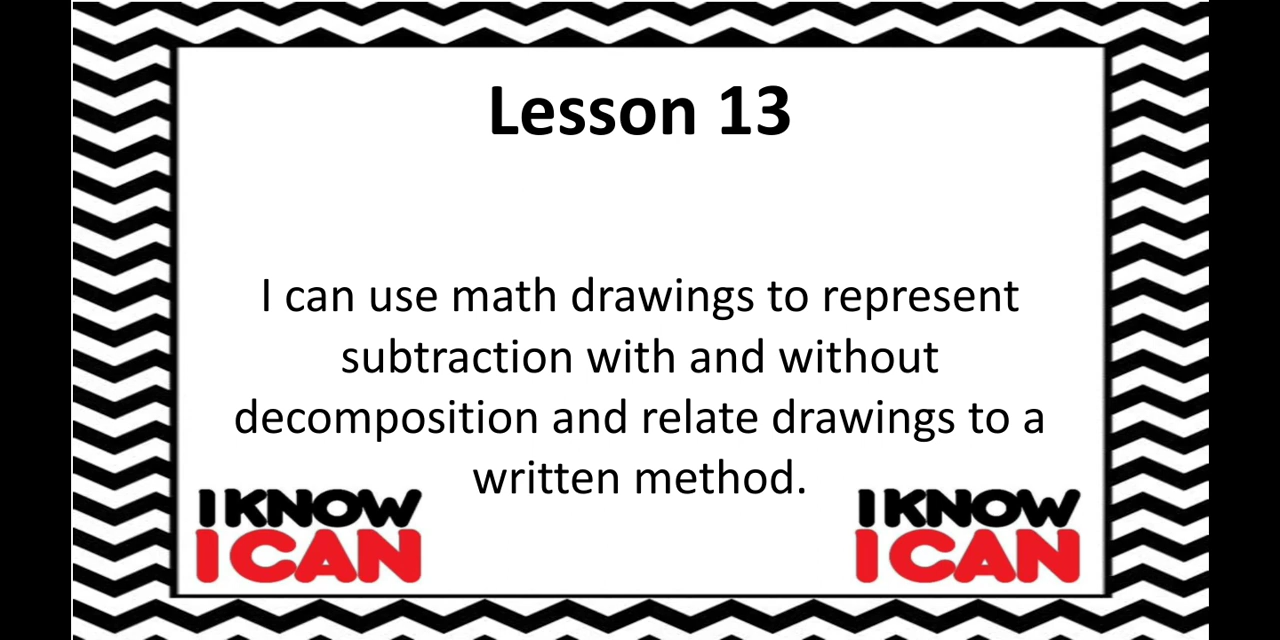 Lesson 13
I can use math drawings to represent
subtraction with and without
decomposition and relate drawings to a
written method.
I KNOW
I CAN
I KNOW
I CAN